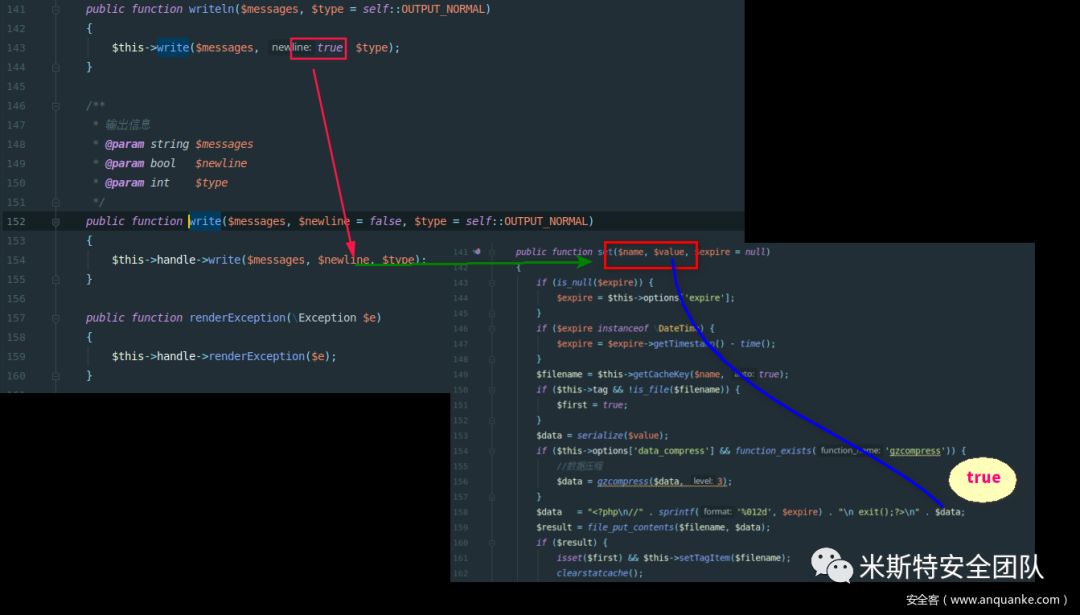 141 public function writeln($messages, $type = self::OUTPUT_NORMAL)
142 {
143 $this->write($messages, newline: true $type);
144 }
145
146 /**
147 * 输出信息
148 * @param string $messages
149 * @param bool $newline
150 * @param int $type
151 */
152 public function write($messages, $newline = false, $type = self::OUTPUT_NORMAL)
153 {
154 $this->handle->write($messages, $newline, $type);
155 }
156
157 public function renderException(\Exception $e)
158 {
159 $this->handle->renderException($e);
160 }
141 public function set($name, $value, $expire = null)
142 {
143 if (is_null($expire)) {
144 $expire = $this->options['expire'];
145 }
146 if ($expire instanceof \DateTime) {
147 $expire = $expire->getTimestamp() - time();
148 }
149 $filename = $this->getCacheKey($name, auto: true);
150 if ($this->tag && !is_file($filename)) {
151 $first = true;
152 }
153 $data = serialize($value);
154 if ($this->options['data_compress'] && function_exists( function_name: 'gzcompress')) {
155 //数据压缩
156 $data = gzcompress($data, level: 3);
157 }
158 $data = "<?php\n//" . sprintf( format: '%012d', $expire) . "\n exit();?>\n" . $data;
159 $result = file_put_contents($filename, $data);
160 if ($result) {
161 isset($first) && $this->setTagItem($filename);
162 clearstatcache();
true
米斯特安全团队
安全客（www.anquanke.com）